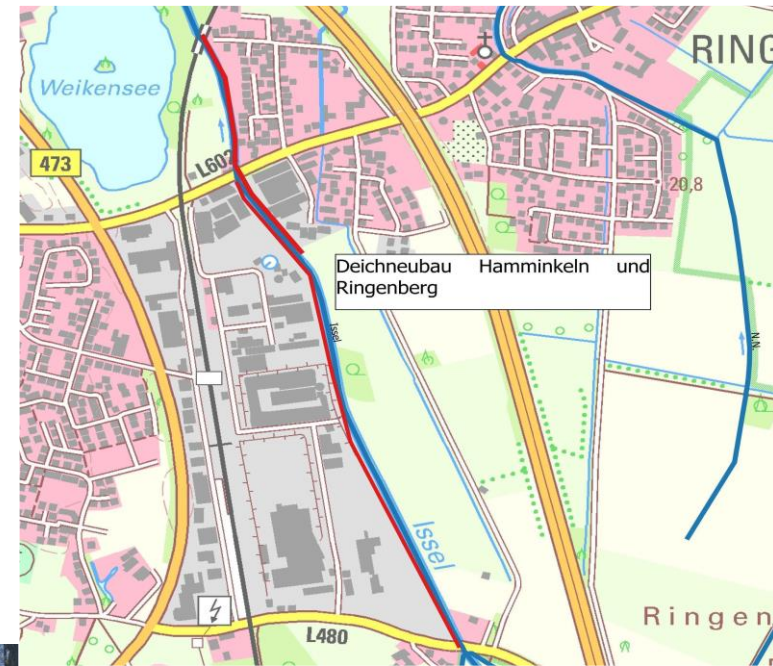 RING
Weikensee
473
L602
20,8
Deichneubau Hamminkeln und
Ringenberg
Issel
N.N.
Issel
Ringen
L480